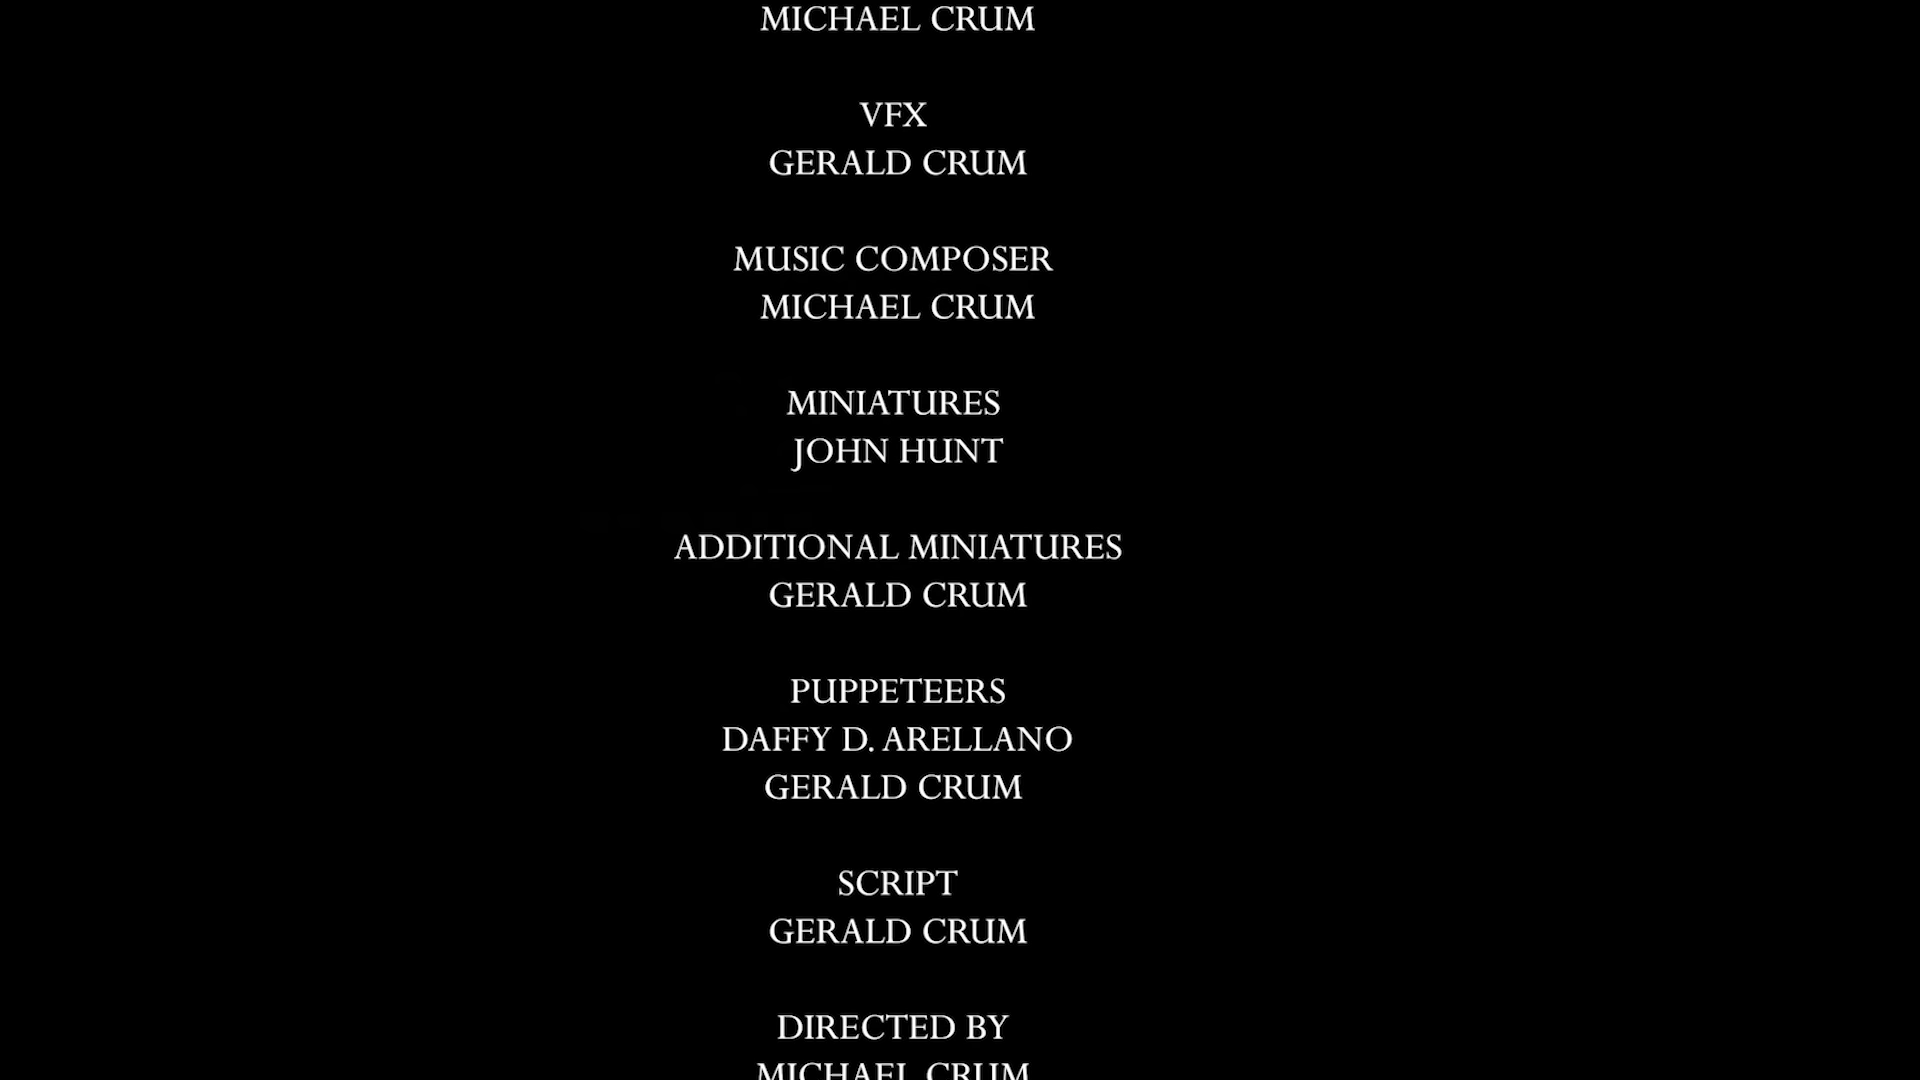 MICHAEL CRUM
VFX
GERALD CRUM
MUSIC COMPOSER
MICHAEL CRUM
MINIATURES
JOHN HUNT
ADDITIONAL MINIATURES
GERALD CRUM
PUPPETEERS
DAFFY D. ARELLANO
GERALD CRUM
SCRIPT
GERALD CRUM
DIRECTED BY
MICHAEL CRUM